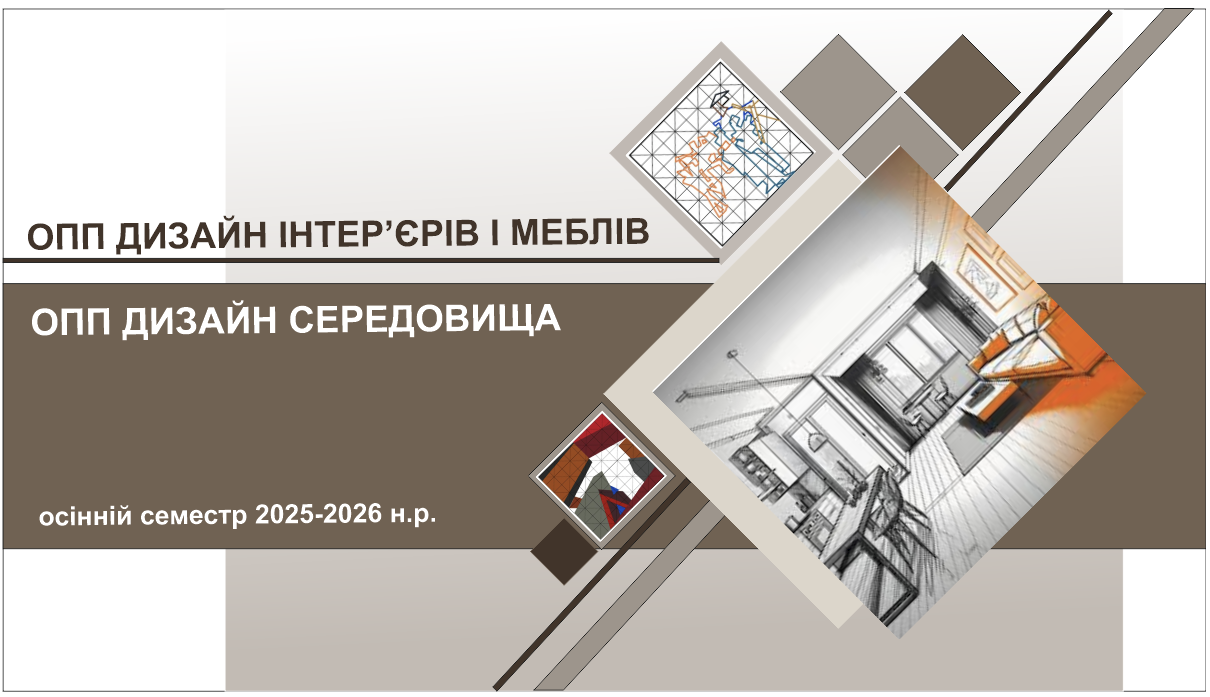 ОПП ДИЗАЙН ІНТЕР’ЄРІВ І МЕБЛІВ
ОПП ДИЗАЙН СЕРЕДОВИЩА
осінній семестр 2025-2026 н.р.